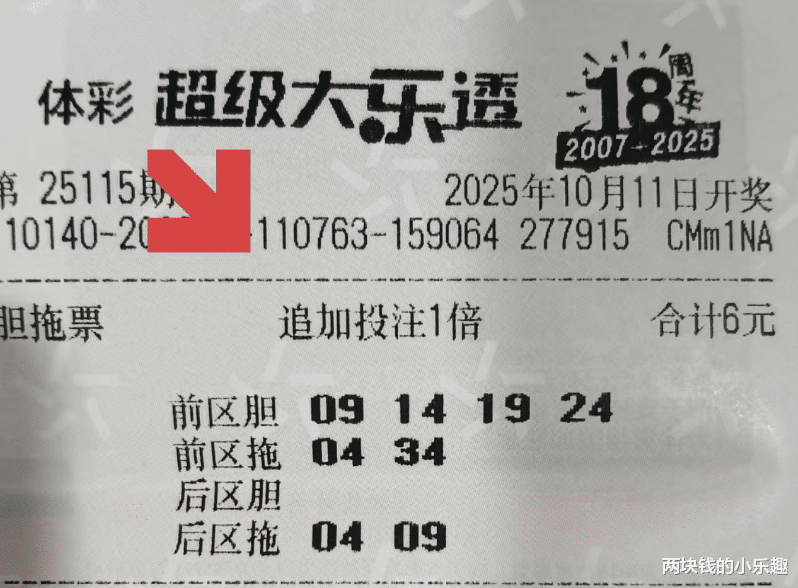 体彩 超级大乐透 18周年
2007-2025
第 25115期 2025年10月11日开奖
110763-159064 277915 CMm1NA
胆拖票 追加投注1倍 合计6元
前区胆 09 14 19 24
前区拖 04 34
后区胆
后区拖 04 09
两块钱的小乐趣